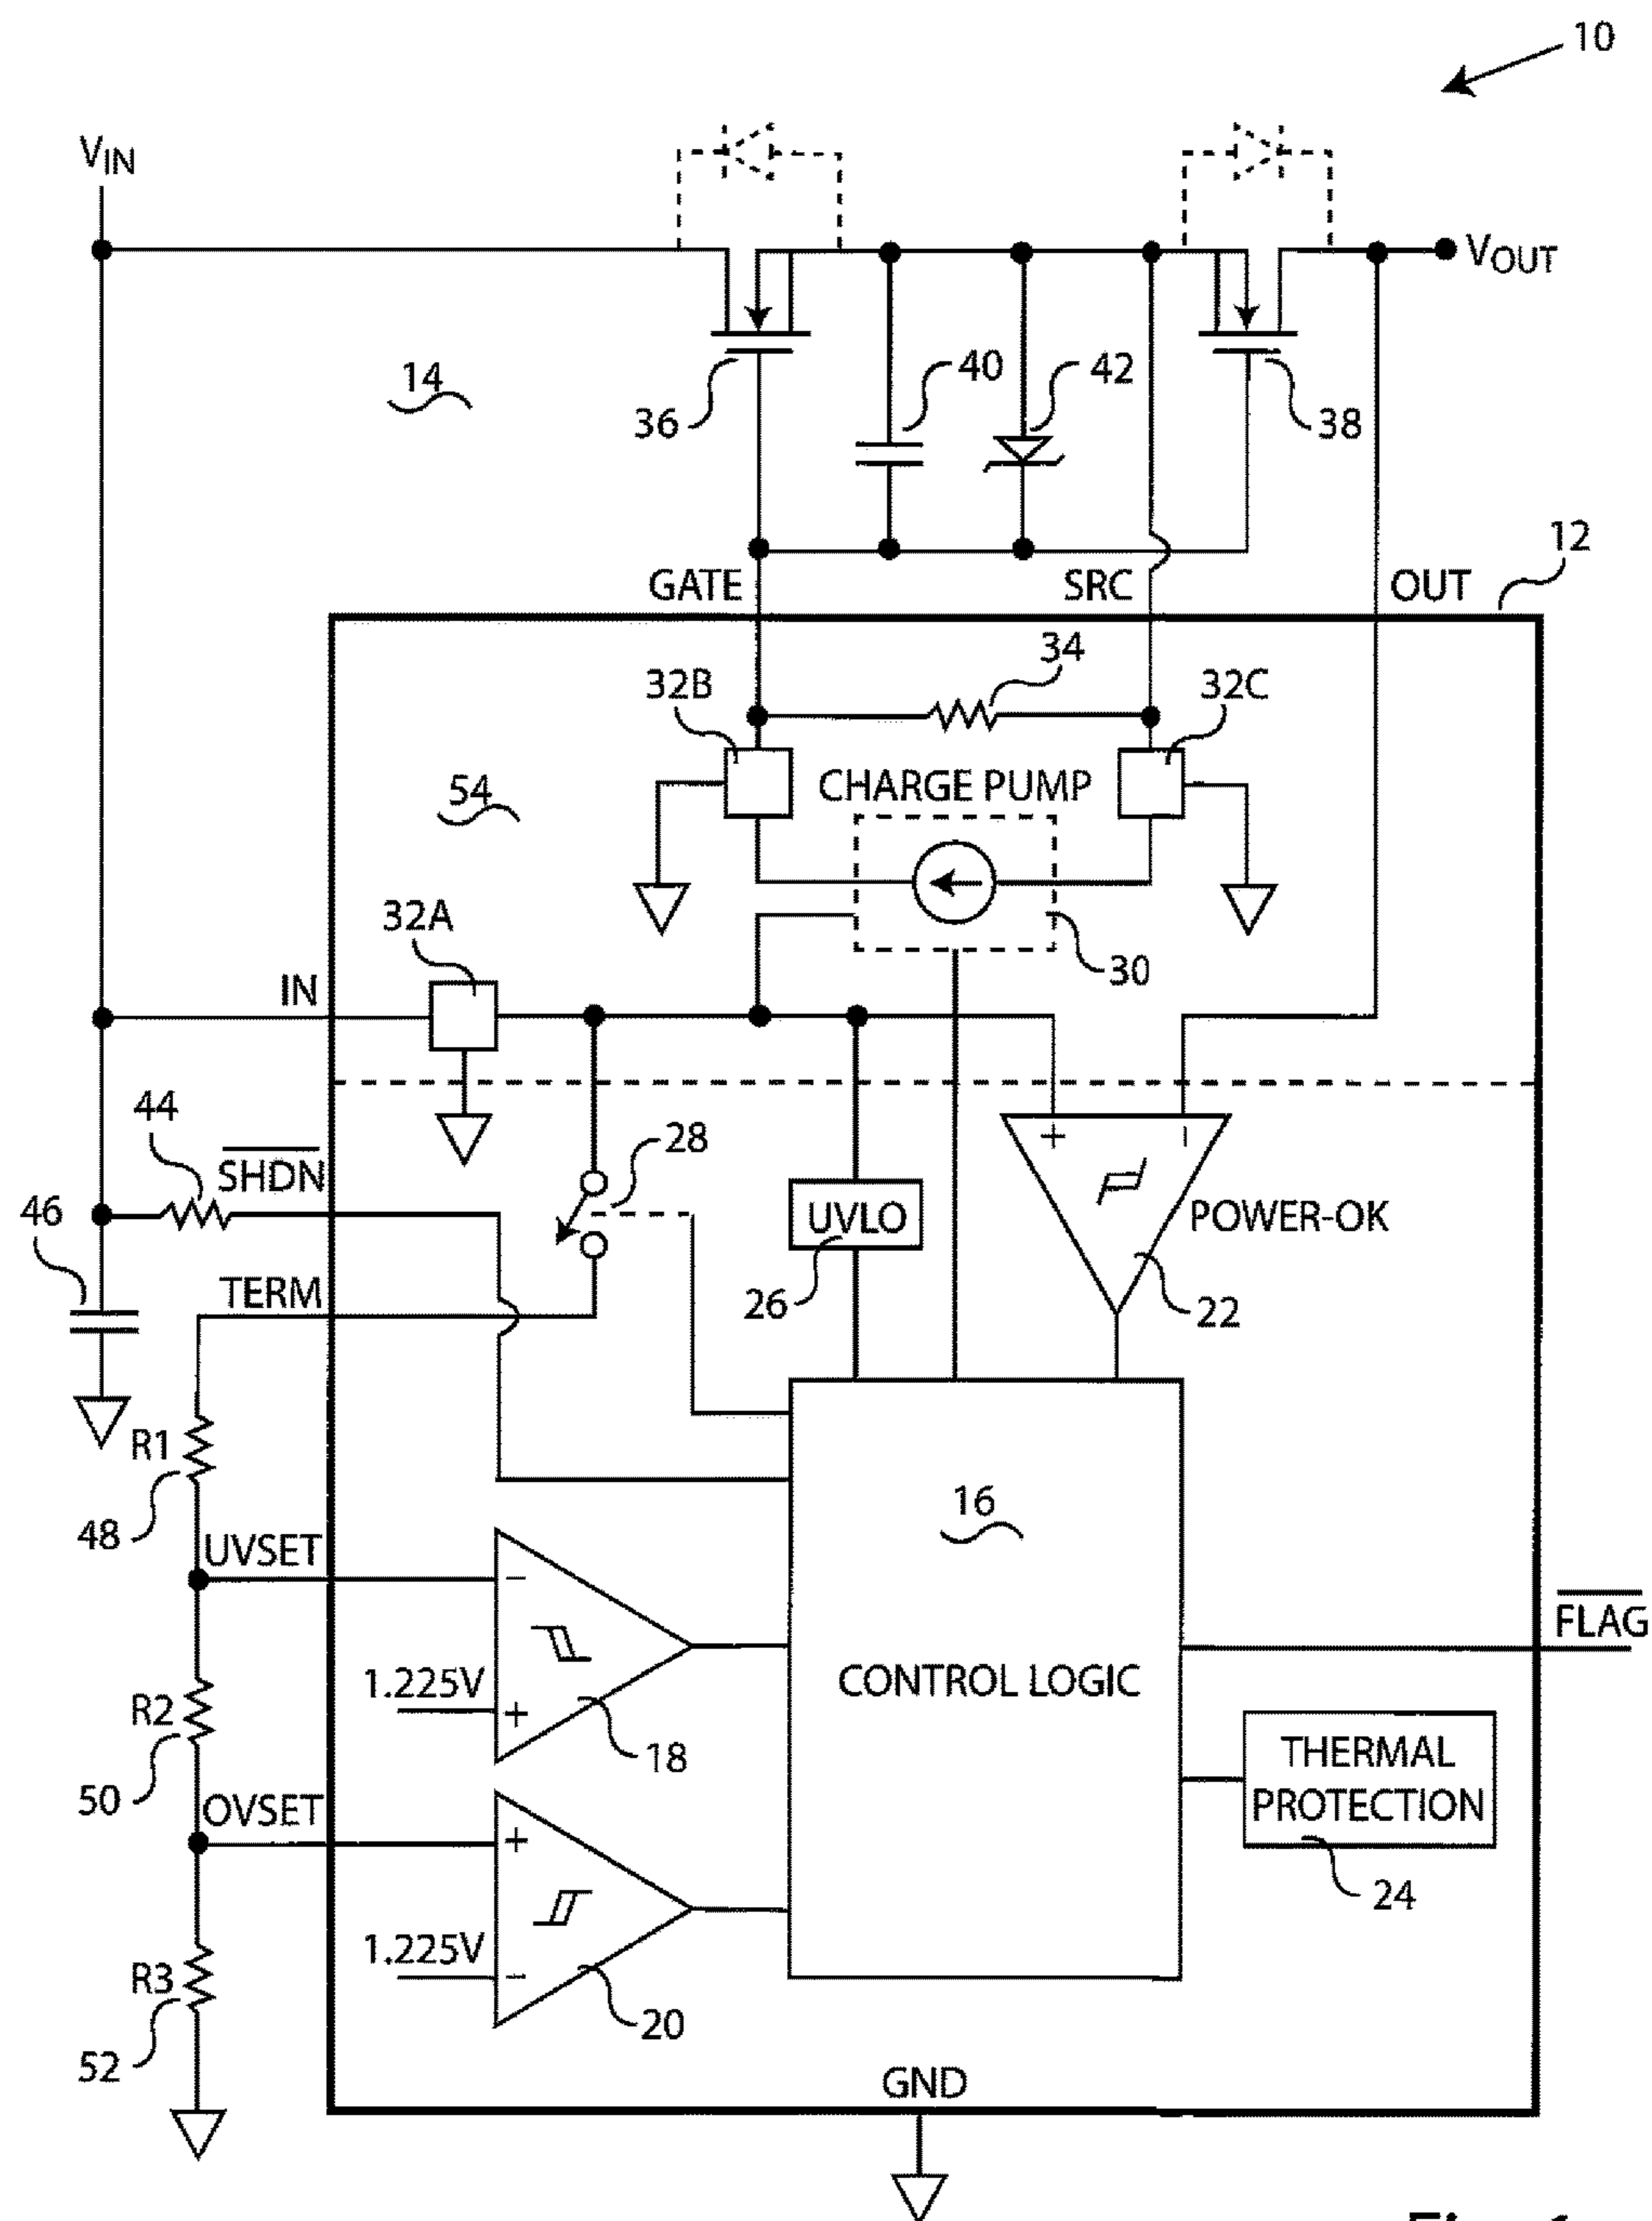 10
VIN
VOUT
14
40
42
36
38
12
GATE
SRC
OUT
34
32B
32C
54
CHARGE PUMP
32A
30
IN
44
SHDN
28
+
−
46
UVLO
POWER-OK
TERM
26
22
R1
16
48
UVSET
−
FLAG
1.225V
CONTROL LOGIC
R2
+
18
THERMAL
PROTECTION
50
OVSET
+
24
1.225V
R3
−
20
52
GND